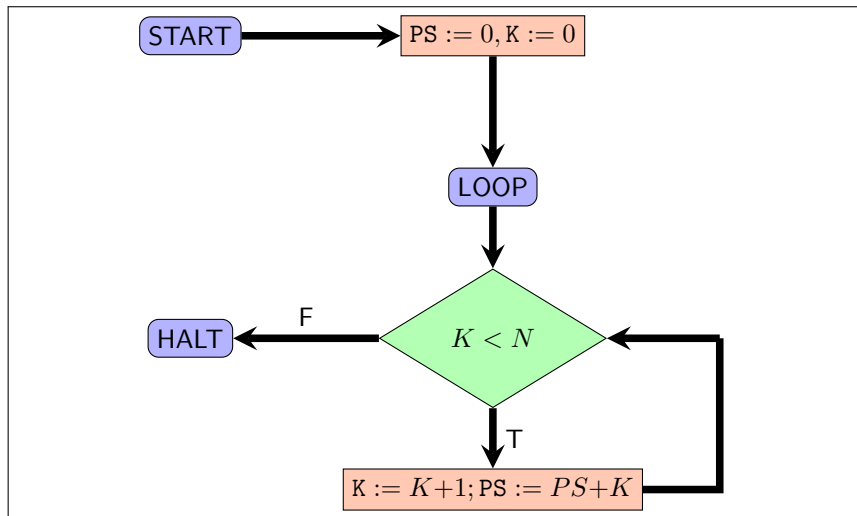 START
PS := 0, K := 0
LOOP
F
HALT
K < N
T
K := K+1; PS := PS+K